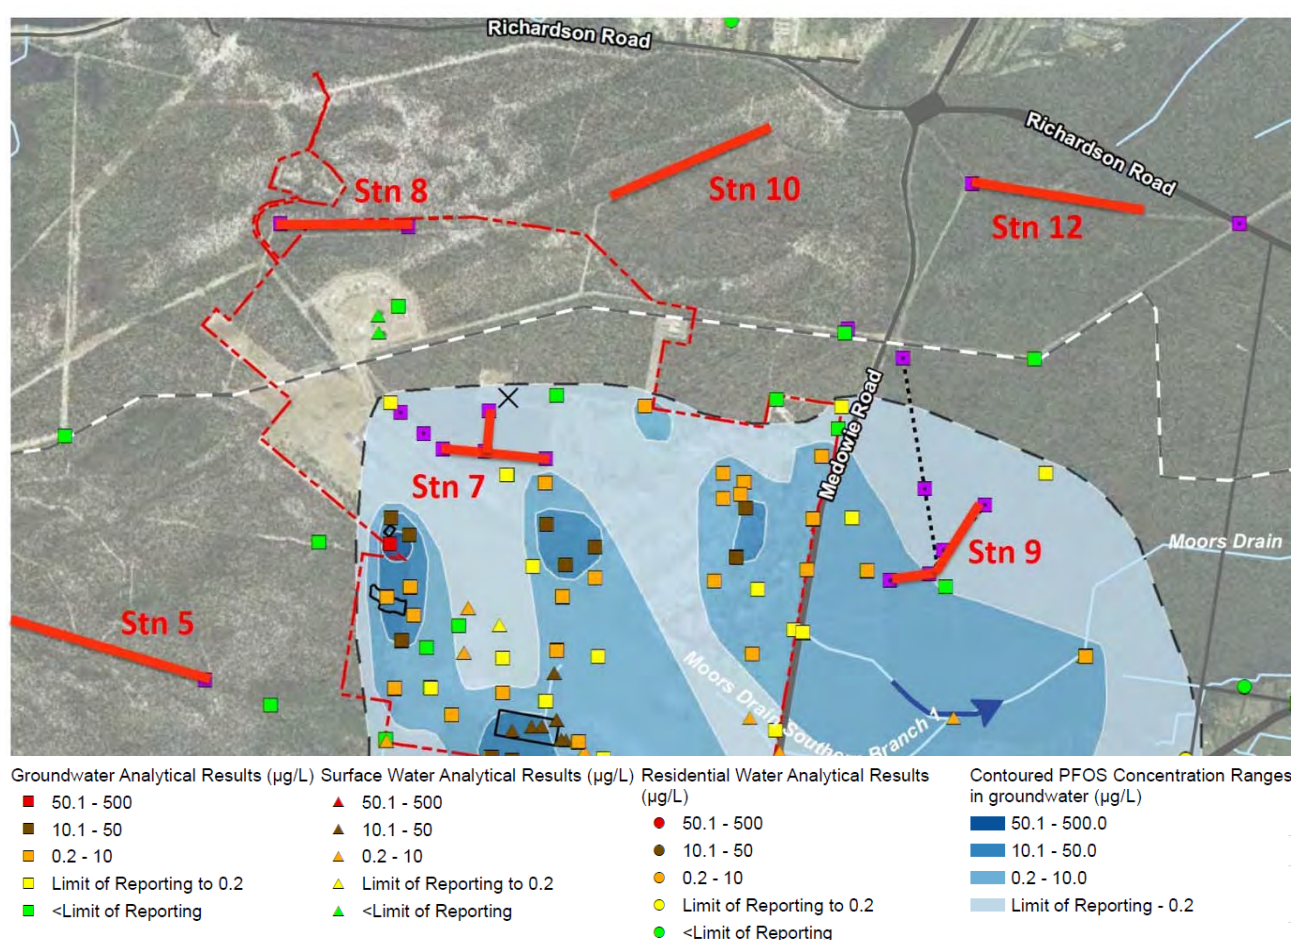 Richardson Road
Richardson Road
Stn 8
Stn 10
Stn 12
Medowie Road
Stn 7
Stn 9
Moors Drain
Stn 5
Moors Drain Southern Branch 1
Groundwater Analytical Results (µg/L)
50.1 - 500
10.1 - 50
0.2 - 10
Limit of Reporting to 0.2
<Limit of Reporting
Surface Water Analytical Results (µg/L)
50.1 - 500
10.1 - 50
0.2 - 10
Limit of Reporting to 0.2
<Limit of Reporting
Residential Water Analytical Results
(µg/L)
50.1 - 500
10.1 - 50
0.2 - 10
Limit of Reporting to 0.2
<Limit of Reporting
Contoured PFOS Concentration Ranges
in groundwater (µg/L)
50.1 - 500.0
10.1 - 50.0
0.2 - 10.0
Limit of Reporting - 0.2